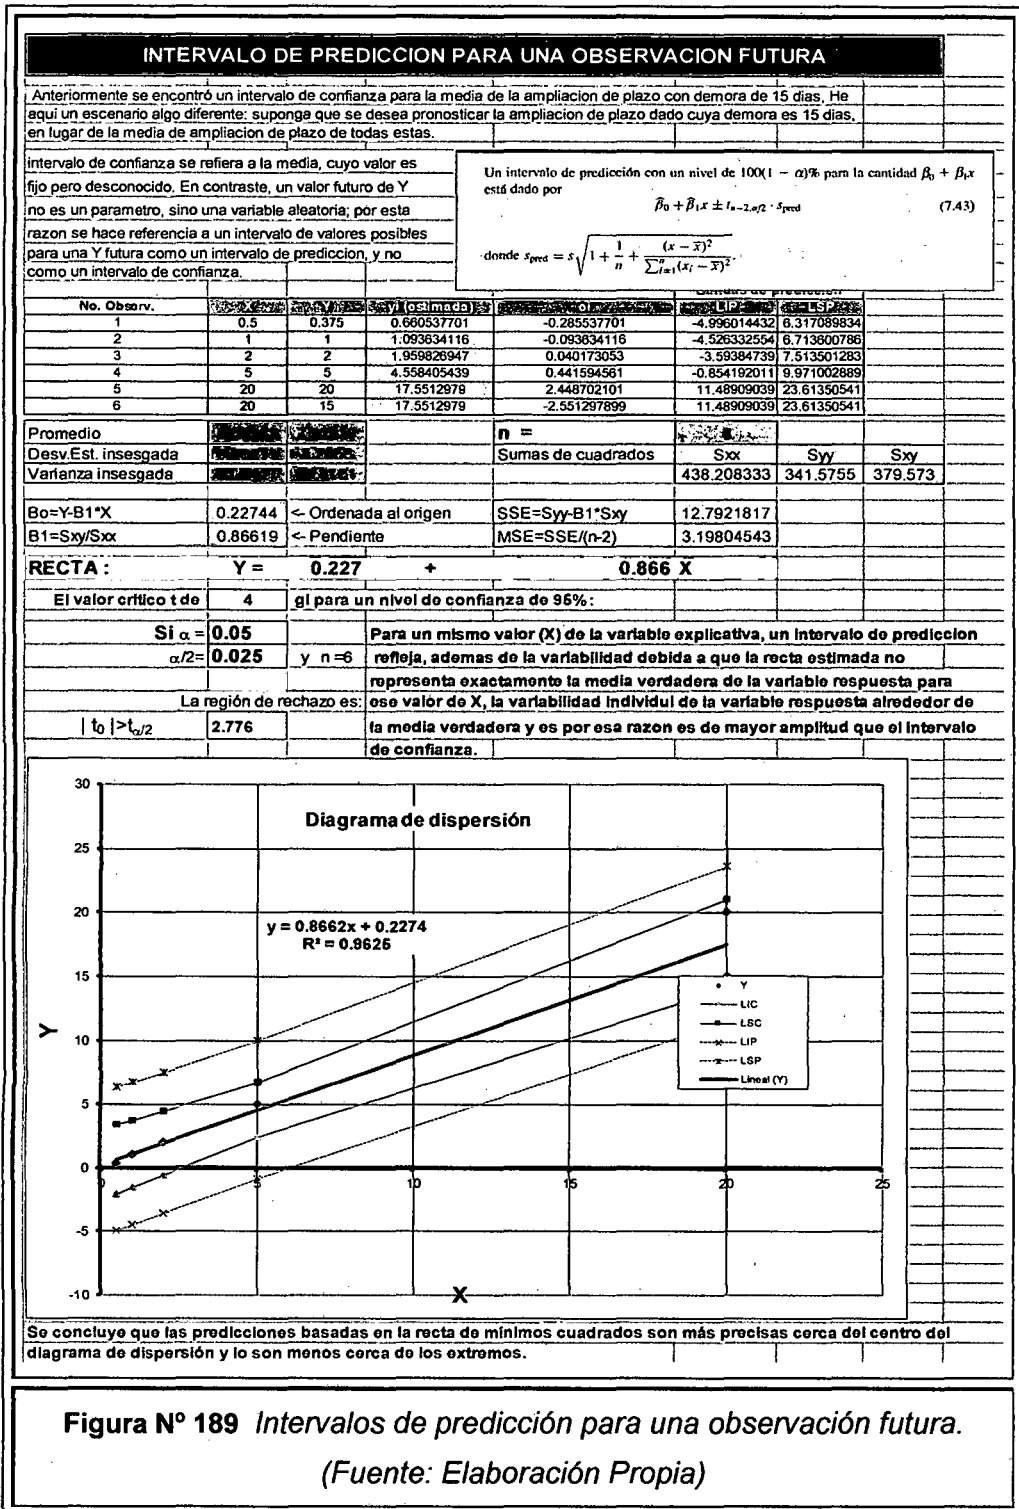 INTERVALO DE PREDICCION PARA UNA OBSERVACION FUTURA
Anteriormente se encontró un intervalo de confianza para la media de la ampliacion de plazo con demora de 15 dias, He
aqui un escenario algo diferente: suponga que se desea pronosticar la ampliacion de plazo dado cuya demora es 15 dias,
en lugar de la media de ampliacion de plazo de todas estas.
intervalo de confianza se refiera a la media, cuyo valor es
fijo pero desconocido. En contraste, un valor futuro de Y
no es un parametro, sino una variable aleatoria; por esta
razon se hace referencia a un intervalo de valores posibles
para una Y futura como un intervalo de prediccion, y no
como un intervalo de confianza.
Un intervalo de predicción con un nivel de 100(1 − α)% para la cantidad β₀ + β₁x
está dado por
β̂₀ + β̂₁x ± tₙ₋₂,α/2 · s_pred (7.43)
donde s_pred = s√(1 + 1/n + (x − x̄)²/∑ⁿᵢ₌₁(xᵢ − x̄)²).
No. Observ. X Y yi (estimada) LIP LSP
1 0.5 0.375 0.660537701 -0.285537701 -4.996014432 6.317089834
2 1 1 1.093634116 -0.093634116 -4.526332554 6.713600786
3 2 2 1.959826947 0.040173053 -3.59384739 7.513501283
4 5 5 4.558405439 0.441594561 -0.854192011 9.971002889
5 20 20 17.5512979 2.448702101 11.48909039 23.61350541
6 20 15 17.5512979 -2.551297899 11.48909039 23.61350541
Promedio n =
Desv.Est. insesgada Sumas de cuadrados Sxx Syy Sxy
Varianza insesgada 438.208333 341.5755 379.573
Bo=Y-B1*X 0.22744 <- Ordenada al origen SSE=Syy-B1*Sxy 12.7921817
B1=Sxy/Sxx 0.86619 <- Pendiente MSE=SSE/(n-2) 3.19804543
RECTA : Y = 0.227 + 0.866 X
El valor critico t de 4 gl para un nivel de confianza de 95%:
Si α = 0.05 Para un mismo valor (X) de la variable explicativa, un intervalo de prediccion
α/2= 0.025 y n =6 refleja, ademas de la variabilidad debida a que la recta estimada no
representa exactamente la media verdadera de la variable respuesta para
La región de rechazo es: ese valor de X, la variabilidad individul de la variable respuesta alrededor de
| t₀ |>tα/2 2.776 la media verdadera y es por esa razon es de mayor amplitud que el intervalo
de confianza.
Diagrama de dispersión
y = 0.8662x + 0.2274
R² = 0.9625
30
25
20
15
10
5
0
-5
-10
0 5 10 15 20 25
Y
X
Y
LIC
LSC
LIP
LSP
Lineal (Y)
Se concluye que las predicciones basadas en la recta de mínimos cuadrados son más precisas cerca del centro del
diagrama de dispersión y lo son menos cerca de los extremos.
Figura Nº 189 Intervalos de predicción para una observación futura.
(Fuente: Elaboración Propia)